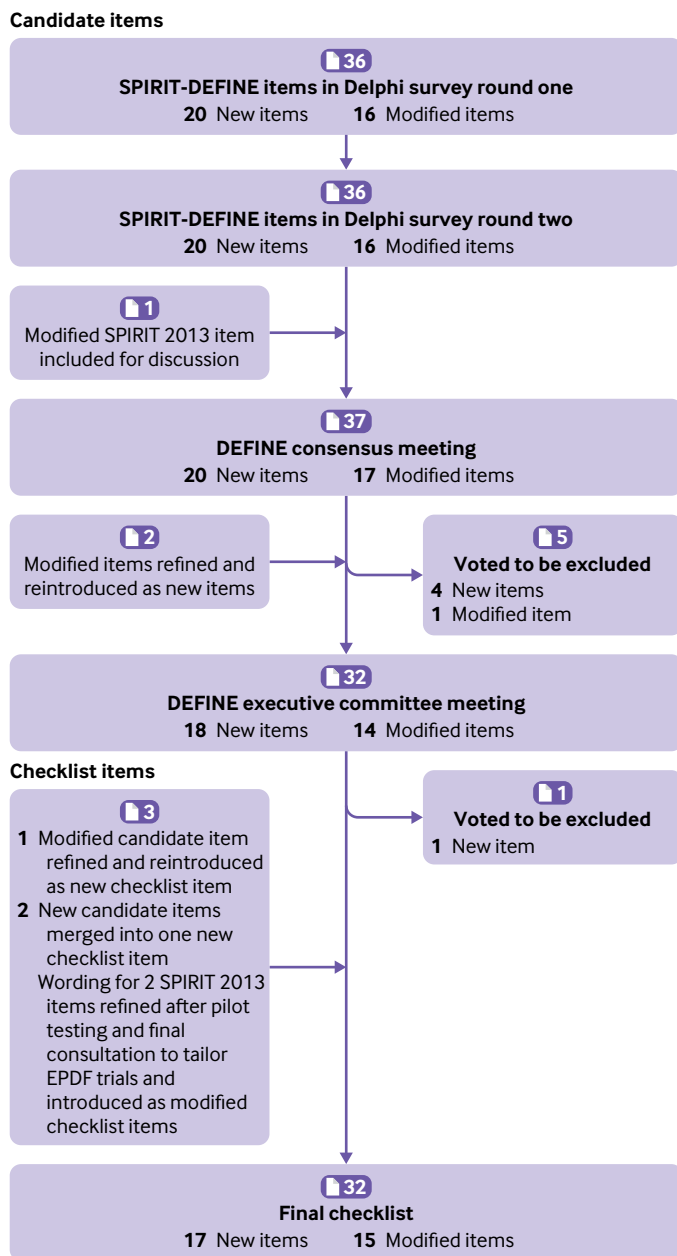 Candidate items
36
SPIRIT-DEFINE items in Delphi survey round one
20 New items 16 Modified items
36
SPIRIT-DEFINE items in Delphi survey round two
20 New items 16 Modified items
1
Modified SPIRIT 2013 item
included for discussion
37
DEFINE consensus meeting
20 New items 17 Modified items
2
Modified items refined and
reintroduced as new items
5
Voted to be excluded
4 New items
1 Modified item
32
DEFINE executive committee meeting
18 New items 14 Modified items
Checklist items
3
1 Modified candidate item
refined and reintroduced
as new checklist item
2 New candidate items
merged into one new
checklist item
Wording for 2 SPIRIT 2013
items refined after pilot
testing and final
consultation to tailor
EPDF trials and
introduced as modified
checklist items
1
Voted to be excluded
1 New item
32
Final checklist
17 New items 15 Modified items